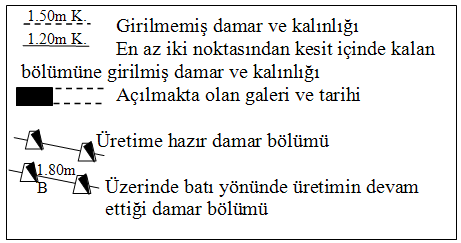 1.50m K.
Girilmemiş damar ve kalınlığı
1.20m K.
En az iki noktasından kesit içinde kalan
bölümüne girilmiş damar ve kalınlığı
Açılmakta olan galeri ve tarihi
Üretime hazır damar bölümü
1.80m
B
Üzerinde batı yönünde üretimin devam
ettiği damar bölümü